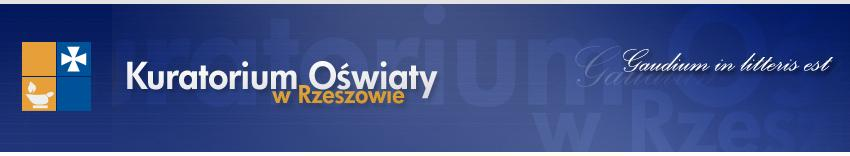 Kuratorium Oświaty
w Rzeszowie
Gaudium in litteris est